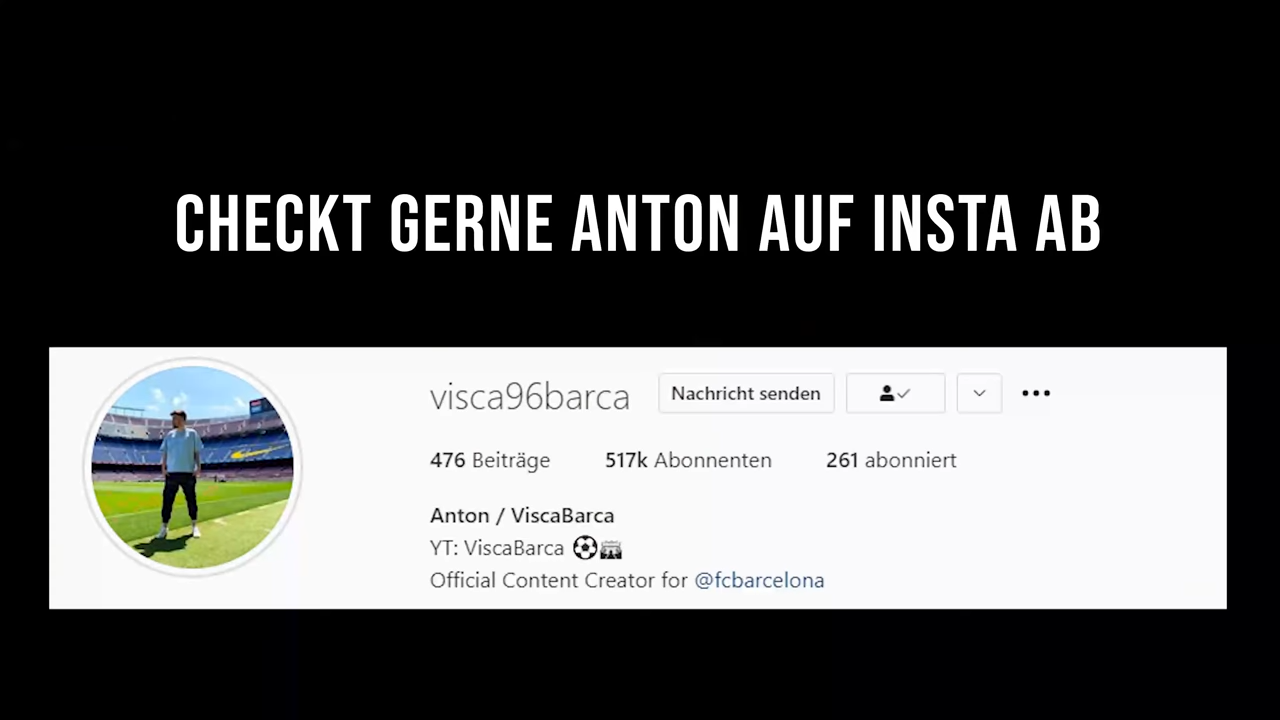 CHECKT GERNE ANTON AUF INSTA AB
visca96barca Nachricht senden
476 Beiträge 517k Abonnenten 261 abonniert
Anton / ViscaBarca
YT: ViscaBarca ⚽🏟
Official Content Creator for @fcbarcelona